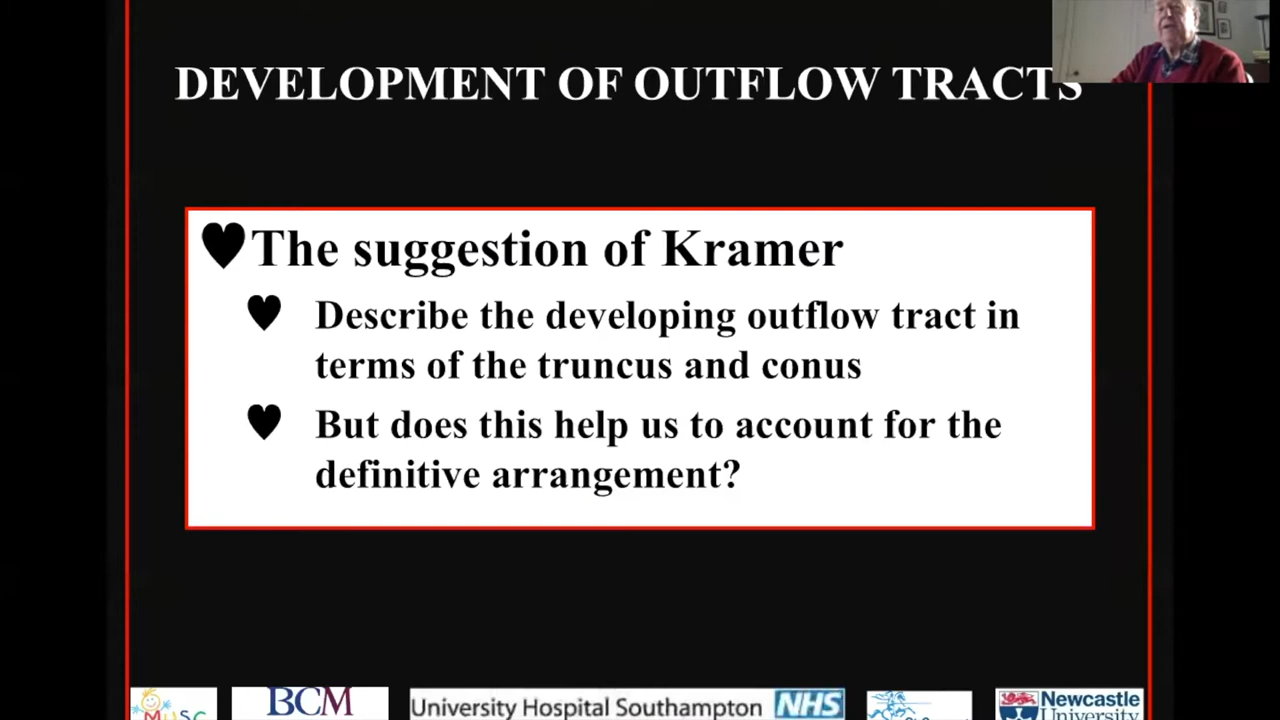 DEVELOPMENT OF OUTFLOW TRACTS
The suggestion of Kramer
Describe the developing outflow tract in
terms of the truncus and conus
But does this help us to account for the
definitive arrangement?
MUSC
BCM
University Hospital Southampton NHS
Newcastle
University